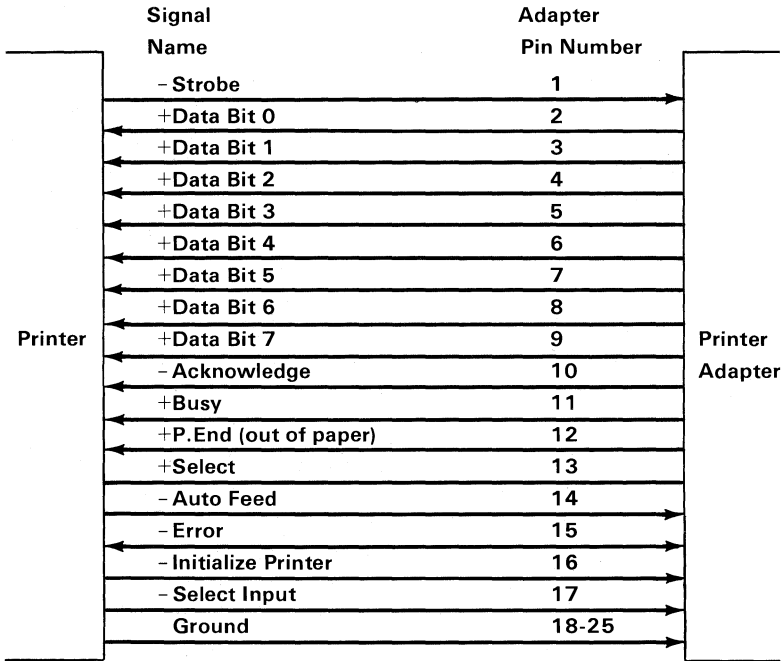 Signal Adapter
Name Pin Number
– Strobe 1
+Data Bit 0 2
+Data Bit 1 3
+Data Bit 2 4
+Data Bit 3 5
+Data Bit 4 6
+Data Bit 5 7
+Data Bit 6 8
Printer +Data Bit 7 9 Printer
– Acknowledge 10 Adapter
+Busy 11
+P.End (out of paper) 12
+Select 13
– Auto Feed 14
– Error 15
– Initialize Printer 16
– Select Input 17
Ground 18-25